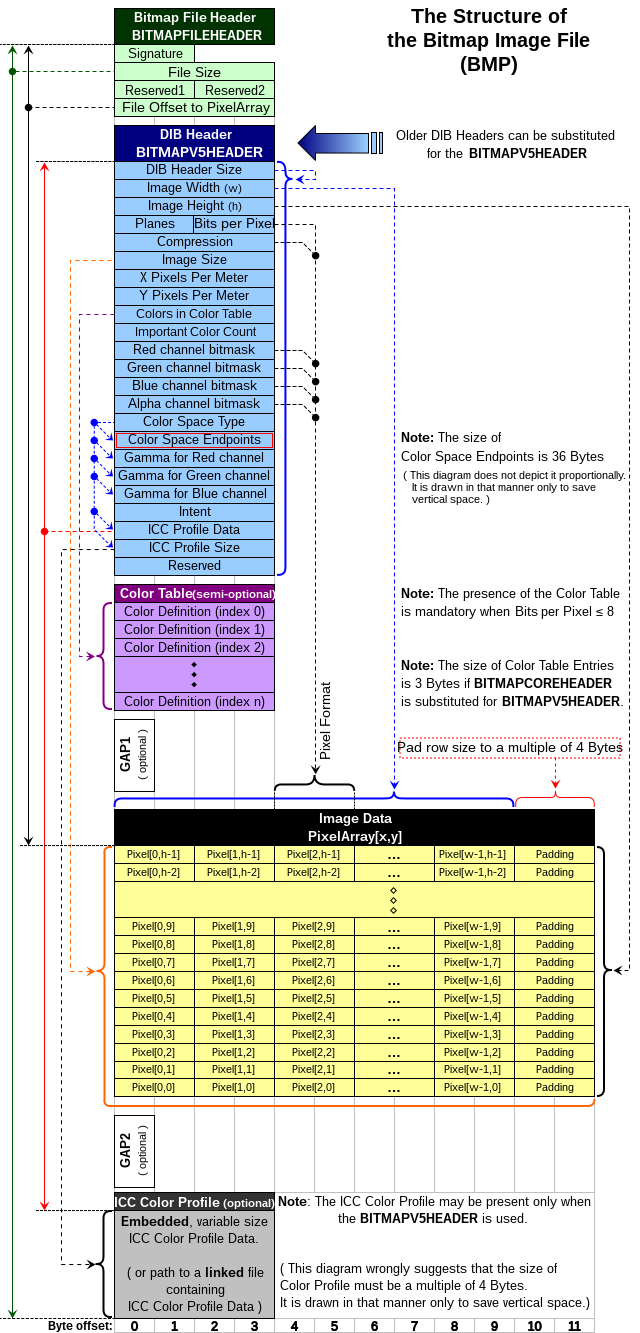 The Structure of
the Bitmap Image File
(BMP)
Bitmap File Header
BITMAPFILEHEADER
Signature
File Size
Reserved1 Reserved2
File Offset to PixelArray
DIB Header
BITMAPV5HEADER
Older DIB Headers can be substituted
for the BITMAPV5HEADER
DIB Header Size
Image Width (w)
Image Height (h)
Planes Bits per Pixel
Compression
Image Size
X Pixels Per Meter
Y Pixels Per Meter
Colors in Color Table
Important Color Count
Red channel bitmask
Green channel bitmask
Blue channel bitmask
Alpha channel bitmask
Color Space Type
Color Space Endpoints
Gamma for Red channel
Gamma for Green channel
Gamma for Blue channel
Intent
ICC Profile Data
ICC Profile Size
Reserved
Note: The size of
Color Space Endpoints is 36 Bytes
( This diagram does not depict it proportionally.
It is drawn in that manner only to save
vertical space. )
Color Table(semi-optional)
Color Definition (index 0)
Color Definition (index 1)
Color Definition (index 2)
Color Definition (index n)
Note: The presence of the Color Table
is mandatory when Bits per Pixel ≤ 8
Note: The size of Color Table Entries
is 3 Bytes if BITMAPCOREHEADER
is substituted for BITMAPV5HEADER.
GAP1
( optional )
Pixel Format
Pad row size to a multiple of 4 Bytes
Image Data
PixelArray[x,y]
Pixel[0,h-1] Pixel[1,h-1] Pixel[2,h-1] ... Pixel[w-1,h-1] Padding
Pixel[0,h-2] Pixel[1,h-2] Pixel[2,h-2] ... Pixel[w-1,h-2] Padding
Pixel[0,9] Pixel[1,9] Pixel[2,9] ... Pixel[w-1,9] Padding
Pixel[0,8] Pixel[1,8] Pixel[2,8] ... Pixel[w-1,8] Padding
Pixel[0,7] Pixel[1,7] Pixel[2,7] ... Pixel[w-1,7] Padding
Pixel[0,6] Pixel[1,6] Pixel[2,6] ... Pixel[w-1,6] Padding
Pixel[0,5] Pixel[1,5] Pixel[2,5] ... Pixel[w-1,5] Padding
Pixel[0,4] Pixel[1,4] Pixel[2,4] ... Pixel[w-1,4] Padding
Pixel[0,3] Pixel[1,3] Pixel[2,3] ... Pixel[w-1,3] Padding
Pixel[0,2] Pixel[1,2] Pixel[2,2] ... Pixel[w-1,2] Padding
Pixel[0,1] Pixel[1,1] Pixel[2,1] ... Pixel[w-1,1] Padding
Pixel[0,0] Pixel[1,0] Pixel[2,0] ... Pixel[w-1,0] Padding
GAP2
( optional )
ICC Color Profile (optional)
Embedded, variable size
ICC Color Profile Data.
( or path to a linked file
containing
ICC Color Profile Data )
Note: The ICC Color Profile may be present only when
the BITMAPV5HEADER is used.
( This diagram wrongly suggests that the size of
Color Profile must be a multiple of 4 Bytes.
It is drawn in that manner only to save vertical space.)
Byte offset: 0 1 2 3 4 5 6 7 8 9 10 11